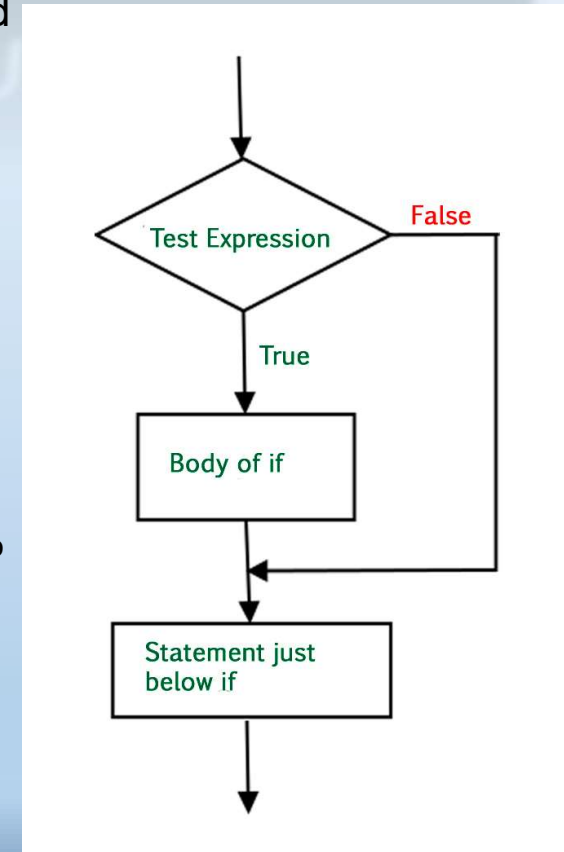 d
False
Test Expression
True
Body of if
Statement just
below if